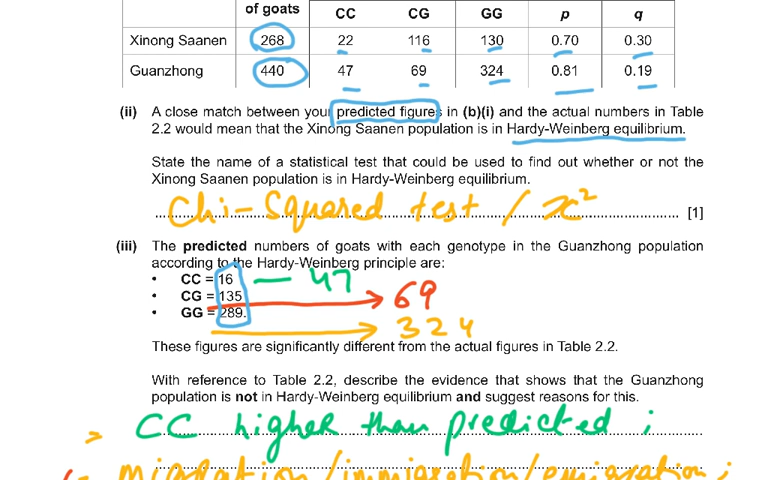 of goats CC CG GG p q
Xinong Saanen 268 22 116 130 0.70 0.30
Guanzhong 440 47 69 324 0.81 0.19
(ii) A close match between your predicted figures in (b)(i) and the actual numbers in Table
2.2 would mean that the Xinong Saanen population is in Hardy-Weinberg equilibrium.
State the name of a statistical test that could be used to find out whether or not the
Xinong Saanen population is in Hardy-Weinberg equilibrium.
Chi-Squared test / x² [1]
(iii) The predicted numbers of goats with each genotype in the Guanzhong population
according to the Hardy-Weinberg principle are:
• CC = 16 — 47
• CG = 135 → 69
• GG = 289. → 324
These figures are significantly different from the actual figures in Table 2.2.
With reference to Table 2.2, describe the evidence that shows that the Guanzhong
population is not in Hardy-Weinberg equilibrium and suggest reasons for this.
> CC higher than predicted ;
migration / immigration / emigration ;